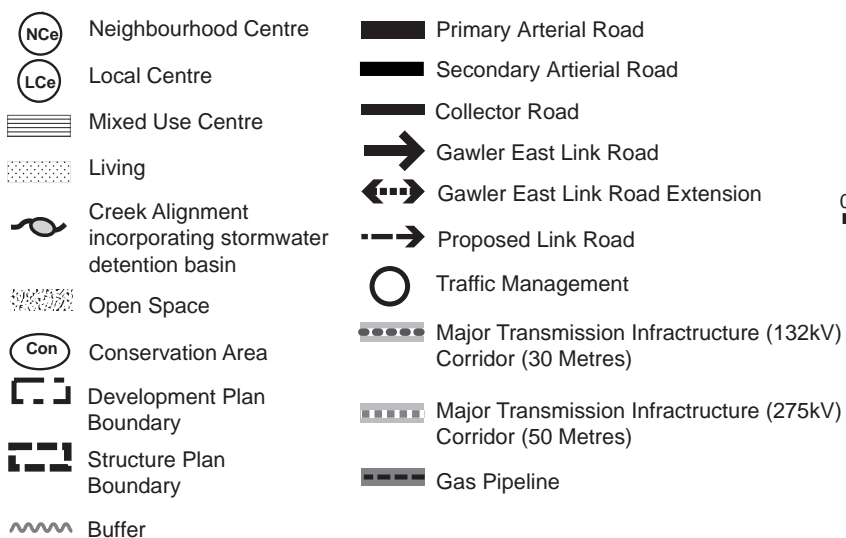 NCe Neighbourhood Centre
LCe Local Centre
Mixed Use Centre
Living
Creek Alignment
incorporating stormwater
detention basin
Open Space
Con Conservation Area
Development Plan
Boundary
Structure Plan
Boundary
Buffer
Primary Arterial Road
Secondary Artierial Road
Collector Road
Gawler East Link Road
Gawler East Link Road Extension
Proposed Link Road
Traffic Management
Major Transmission Infractructure (132kV)
Corridor (30 Metres)
Major Transmission Infractructure (275kV)
Corridor (50 Metres)
Gas Pipeline